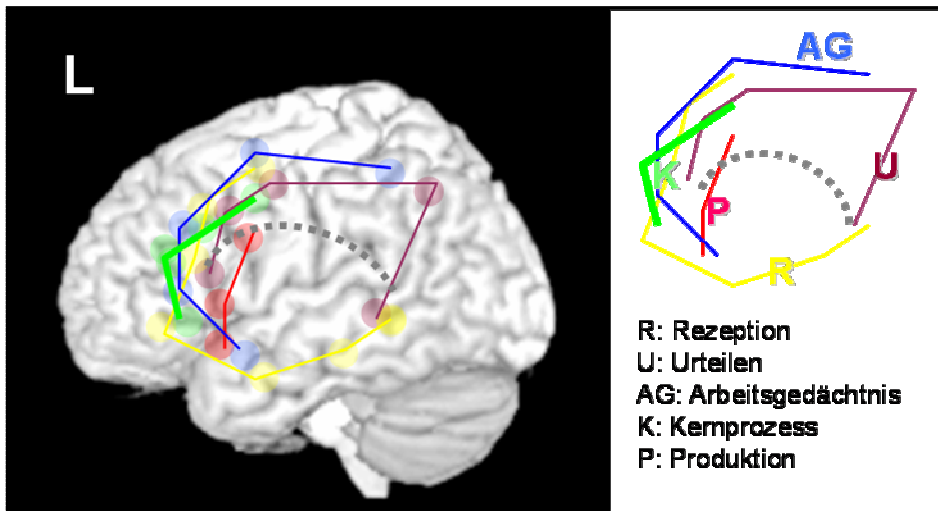 L
AG
K
U
P
R
R: Rezeption
U: Urteilen
AG: Arbeitsgedächtnis
K: Kernprozess
P: Produktion